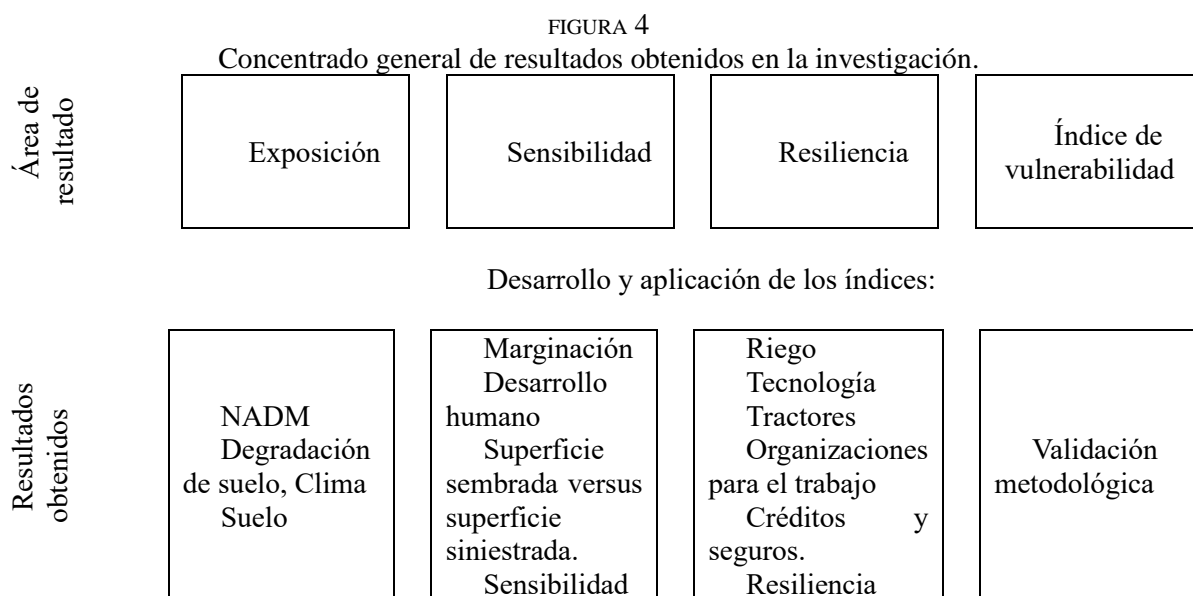 FIGURA 4
Concentrado general de resultados obtenidos en la investigación.
Área de
resultado
Exposición
Sensibilidad
Resiliencia
Índice de
vulnerabilidad
Desarrollo y aplicación de los índices:
Resultados
obtenidos
NADM
Degradación
de suelo, Clima
Suelo
Marginación
Desarrollo
humano
Superficie
sembrada versus
superficie
siniestrada.
Sensibilidad
Riego
Tecnología
Tractores
Organizaciones
para el trabajo
Créditos y
seguros.
Resiliencia
Validación
metodológica